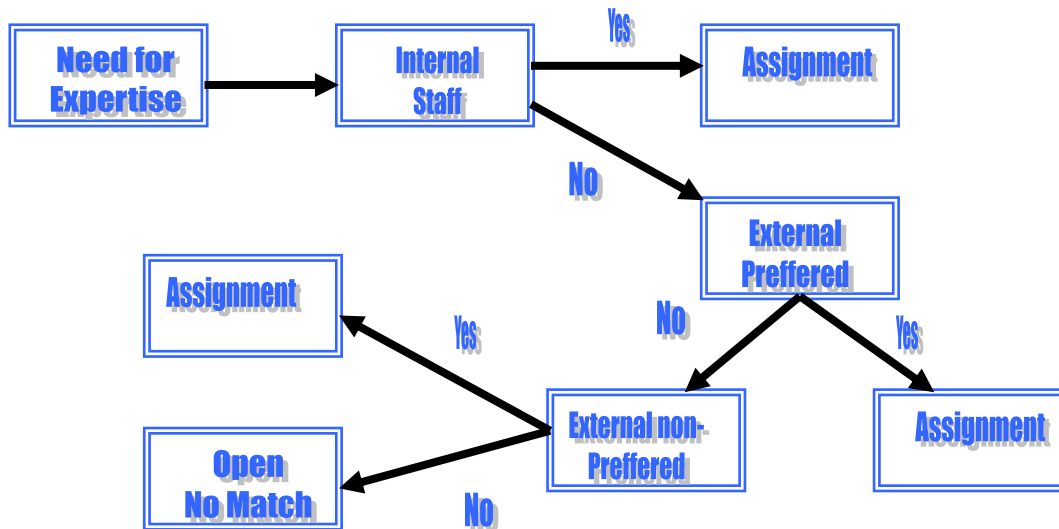 Need for
Expertise
Internal
Staff
Yes
Assignment
No
External
Preffered
No
Yes
Assignment
Yes
External non-
Preffered
Assignment
Open
No Match
No